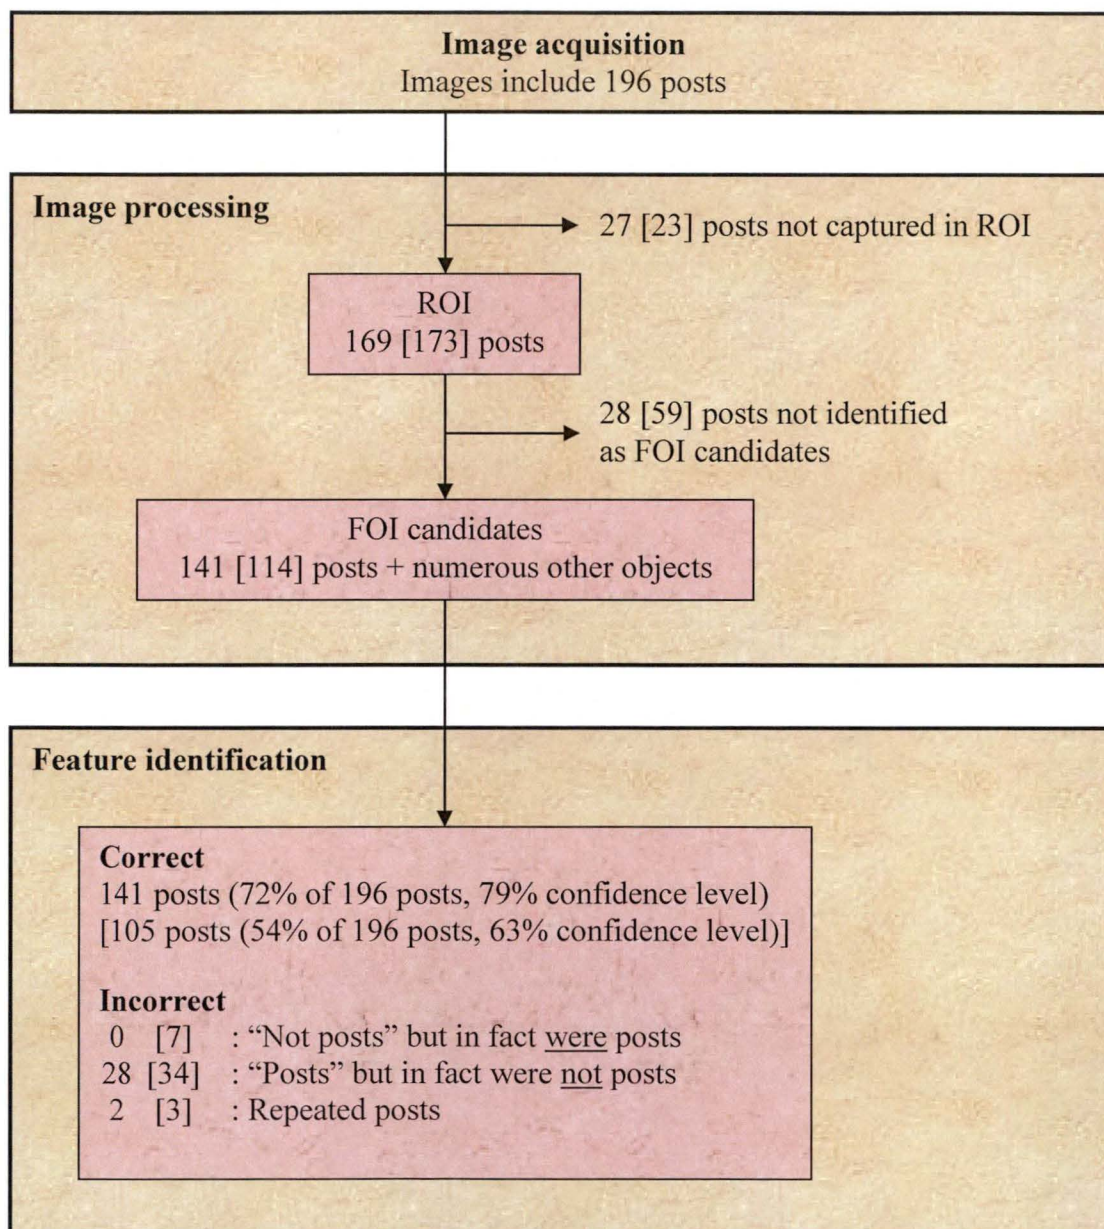 Image acquisition
Images include 196 posts
Image processing
27 [23] posts not captured in ROI
ROI
169 [173] posts
28 [59] posts not identified
as FOI candidates
FOI candidates
141 [114] posts + numerous other objects
Feature identification
Correct
141 posts (72% of 196 posts, 79% confidence level)
[105 posts (54% of 196 posts, 63% confidence level)]
Incorrect
0 [7] : “Not posts” but in fact were posts
28 [34] : “Posts” but in fact were not posts
2 [3] : Repeated posts